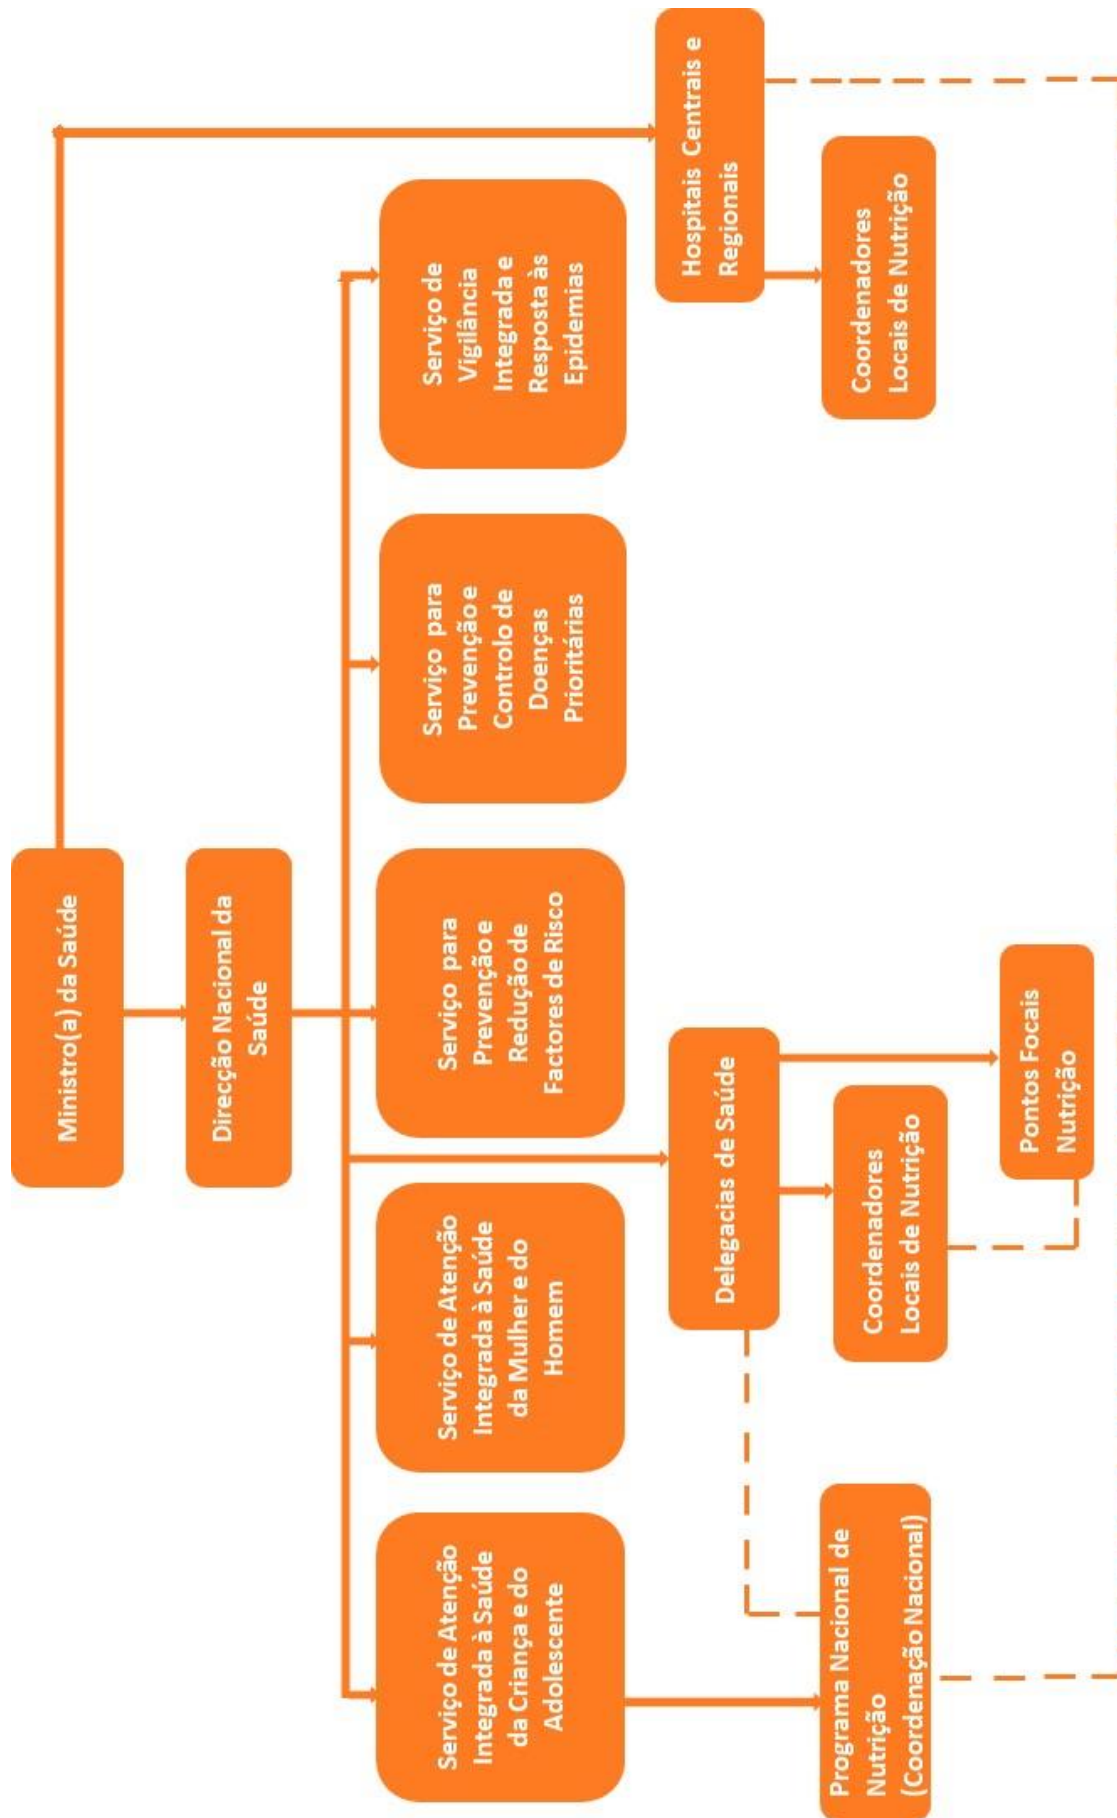 Ministro(a) da Saúde
Direcção Nacional da
Saúde
Serviço de Atenção
Integrada à Saúde
da Criança e do
Adolescente
Serviço de Atenção
Integrada à Saúde
da Mulher e do
Homem
Serviço para
Prevenção e
Redução de
Factores de Risco
Serviço para
Prevenção e
Controlo de
Doenças
Prioritárias
Serviço de
Vigilância
Integrada e
Resposta às
Epidemias
Delegacias de Saúde
Hospitais Centrais e
Regionais
Programa Nacional de
Nutrição
(Coordenação Nacional)
Coordenadores
Locais de Nutrição
Coordenadores
Locais de Nutrição
Pontos Focais
Nutrição